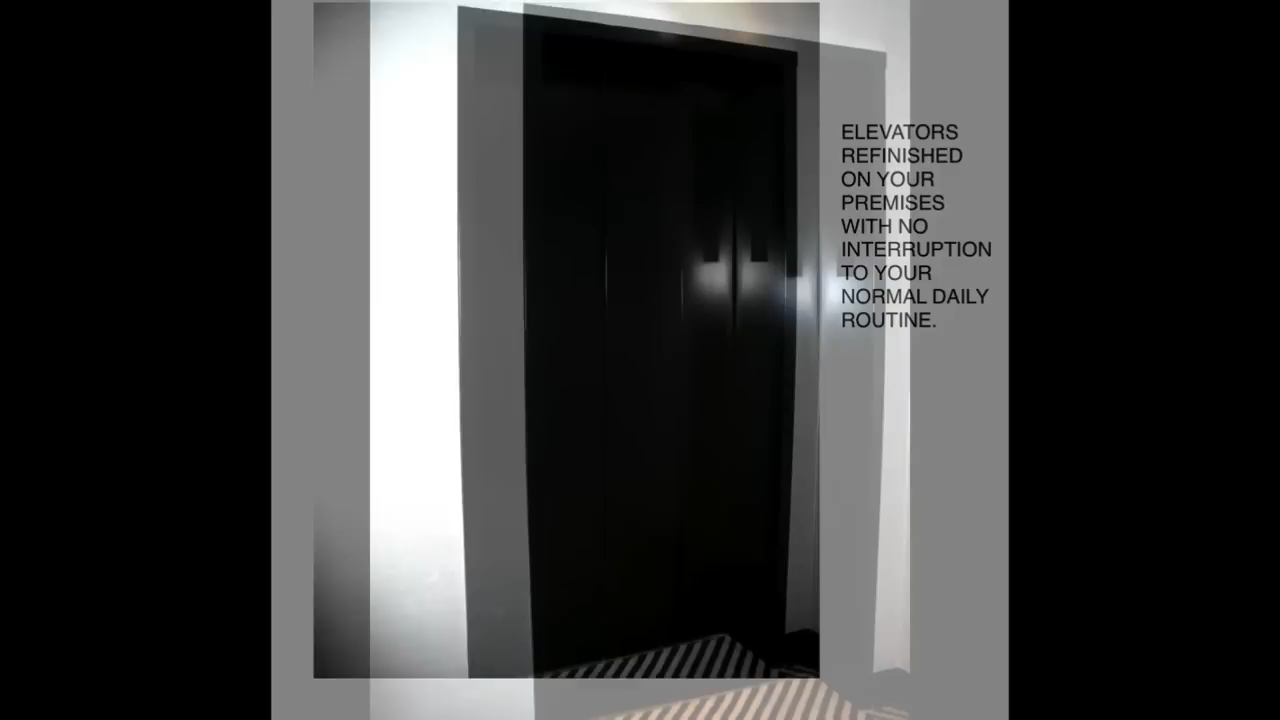 ELEVATORS
REFINISHED
ON YOUR
PREMISES
WITH NO
INTERRUPTION
TO YOUR
NORMAL DAILY
ROUTINE.